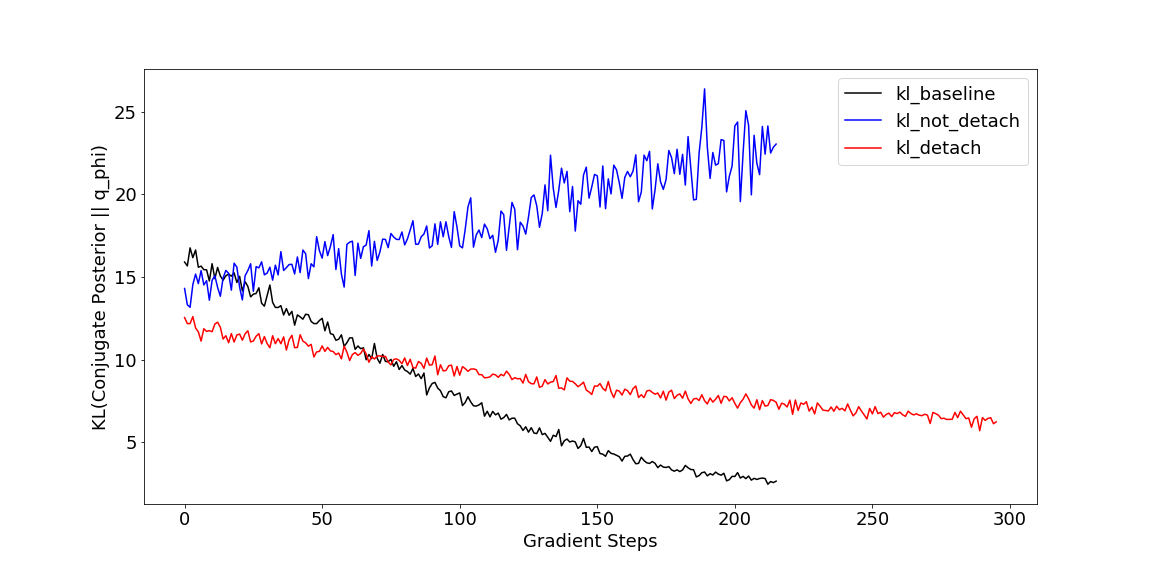 kl_baseline
kl_not_detach
kl_detach
KL(Conjugate Posterior || q_phi)
25
20
15
10
5
0 50 100 150 200 250 300
Gradient Steps